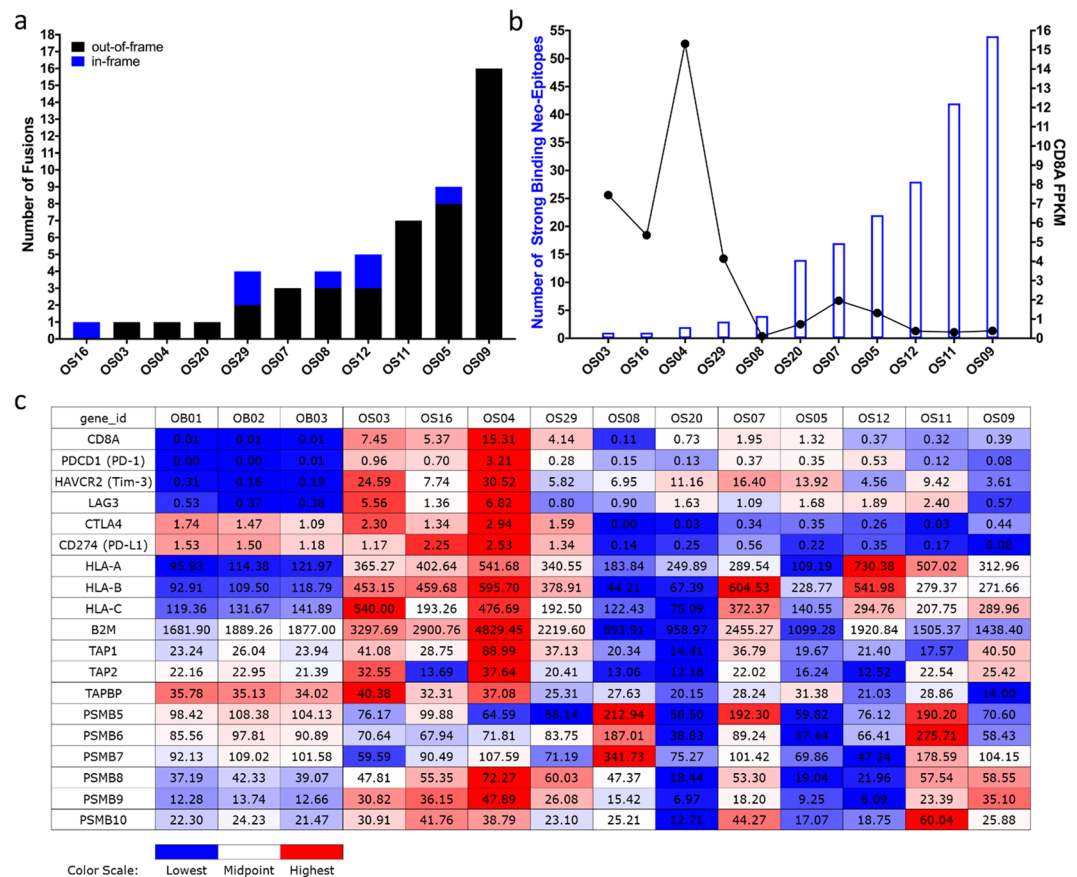 a
18
17
16
15
14
13
12
11
10
9
8
7
6
5
4
3
2
1
0
Number of Fusions
out-of-frame
in-frame
OS16 OS03 OS04 OS20 OS29 OS07 OS08 OS12 OS11 OS05 OS09
b
55
50
45
40
35
30
25
20
15
10
5
0
Number of Strong Binding Neo-Epitopes
16
15
14
13
12
11
10
9
8
7
6
5
4
3
2
1
0
CD8A FPKM
OS03 OS16 OS04 OS29 OS08 OS20 OS07 OS05 OS12 OS11 OS09
c
gene_id OB01 OB02 OB03 OS03 OS16 OS04 OS29 OS08 OS20 OS07 OS05 OS12 OS11 OS09
CD8A 0.01 0.01 0.01 7.45 5.37 15.31 4.14 0.11 0.73 1.95 1.32 0.37 0.32 0.39
PDCD1 (PD-1) 0.00 0.00 0.01 0.96 0.70 3.21 0.28 0.15 0.13 0.37 0.35 0.53 0.12 0.08
HAVCR2 (Tim-3) 0.31 0.16 0.19 24.59 7.74 30.52 5.82 6.95 11.16 16.40 13.92 4.56 9.42 3.61
LAG3 0.53 0.37 0.38 5.56 1.36 6.82 0.80 0.90 1.63 1.09 1.68 1.89 2.40 0.57
CTLA4 1.74 1.47 1.09 2.30 1.34 2.94 1.59 0.00 0.03 0.34 0.35 0.26 0.03 0.44
CD274 (PD-L1) 1.53 1.50 1.18 1.17 2.25 2.53 1.34 0.14 0.25 0.56 0.22 0.35 0.17 0.08
HLA-A 95.93 114.38 121.97 365.27 402.64 541.68 340.55 183.84 249.89 289.54 109.19 730.38 507.02 312.96
HLA-B 92.91 109.50 118.79 453.15 459.68 595.70 378.91 44.21 67.39 604.53 228.77 541.98 279.37 271.66
HLA-C 119.36 131.67 141.89 540.00 193.26 476.69 192.50 122.43 75.09 372.37 140.55 294.76 207.75 289.96
B2M 1681.90 1889.26 1877.00 3297.69 2900.76 4829.45 2219.60 893.91 958.97 2455.27 1099.28 1920.84 1505.37 1438.40
TAP1 23.24 26.04 23.94 41.08 28.75 88.99 37.13 20.34 14.41 36.79 19.67 21.40 17.57 40.50
TAP2 22.16 22.95 21.39 32.55 13.69 37.64 20.41 13.06 12.16 22.02 16.24 12.52 22.54 25.42
TAPBP 35.78 35.13 34.02 40.38 32.31 37.08 25.31 27.63 20.15 28.24 31.38 21.03 28.86 14.00
PSMB5 98.42 108.38 104.13 76.17 99.88 64.59 58.14 212.94 58.50 192.30 59.82 76.12 190.20 70.60
PSMB6 85.56 97.81 90.89 70.64 67.94 71.81 83.75 187.01 38.83 89.24 37.44 66.41 275.71 58.43
PSMB7 92.13 109.02 101.58 59.59 90.49 107.59 71.19 341.73 75.27 101.42 69.86 47.24 178.59 104.15
PSMB8 37.19 42.33 39.07 47.81 55.35 72.27 60.03 47.37 18.44 53.30 19.04 21.96 57.54 58.55
PSMB9 12.28 13.74 12.66 30.82 36.15 47.89 26.08 15.42 6.97 18.20 9.25 6.09 23.39 35.10
PSMB10 22.30 24.23 21.47 30.91 41.76 38.79 23.10 25.21 12.71 44.27 17.07 18.75 60.04 25.88
Color Scale: Lowest Midpoint Highest